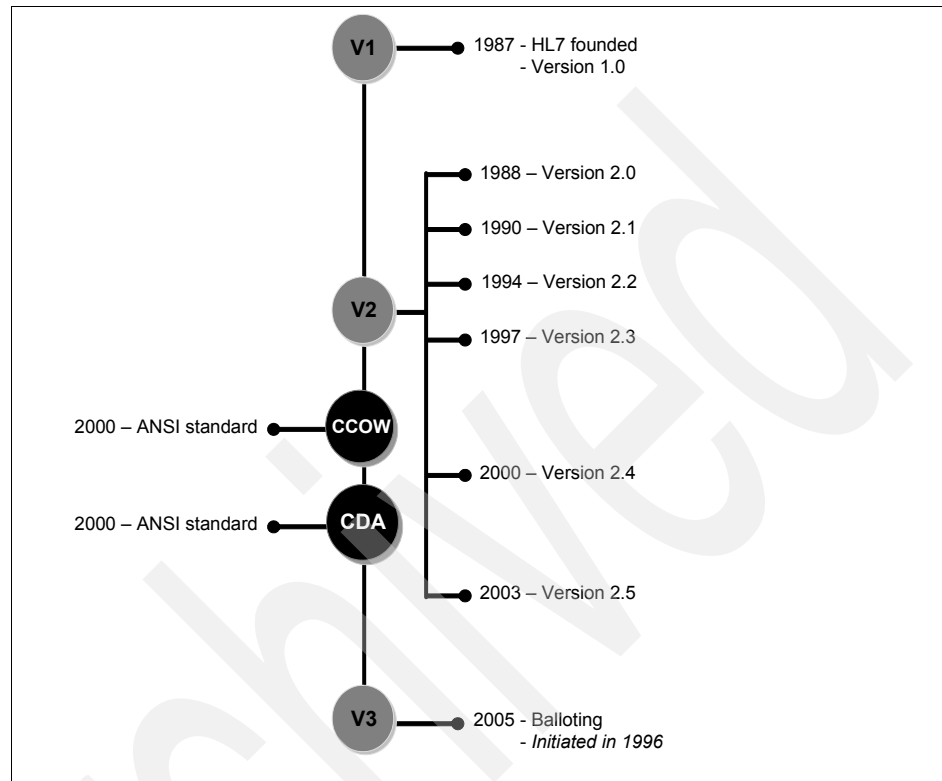 V1
1987 - HL7 founded
- Version 1.0
1988 – Version 2.0
1990 – Version 2.1
1994 – Version 2.2
V2
1997 – Version 2.3
2000 – ANSI standard
CCOW
2000 – Version 2.4
2000 – ANSI standard
CDA
2003 – Version 2.5
V3
2005 - Balloting
- Initiated in 1996